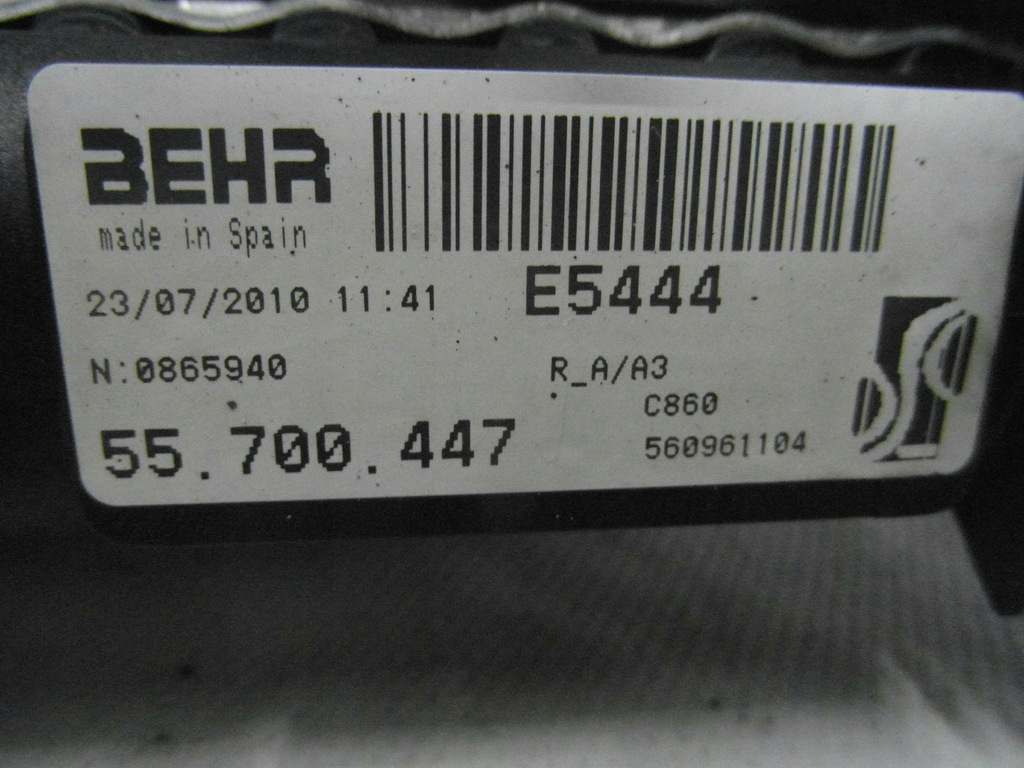 BEHR
made in Spain
23/07/2010 11:41 E5444
N:0865940 R_A/A3
C860
55.700.447 560961104